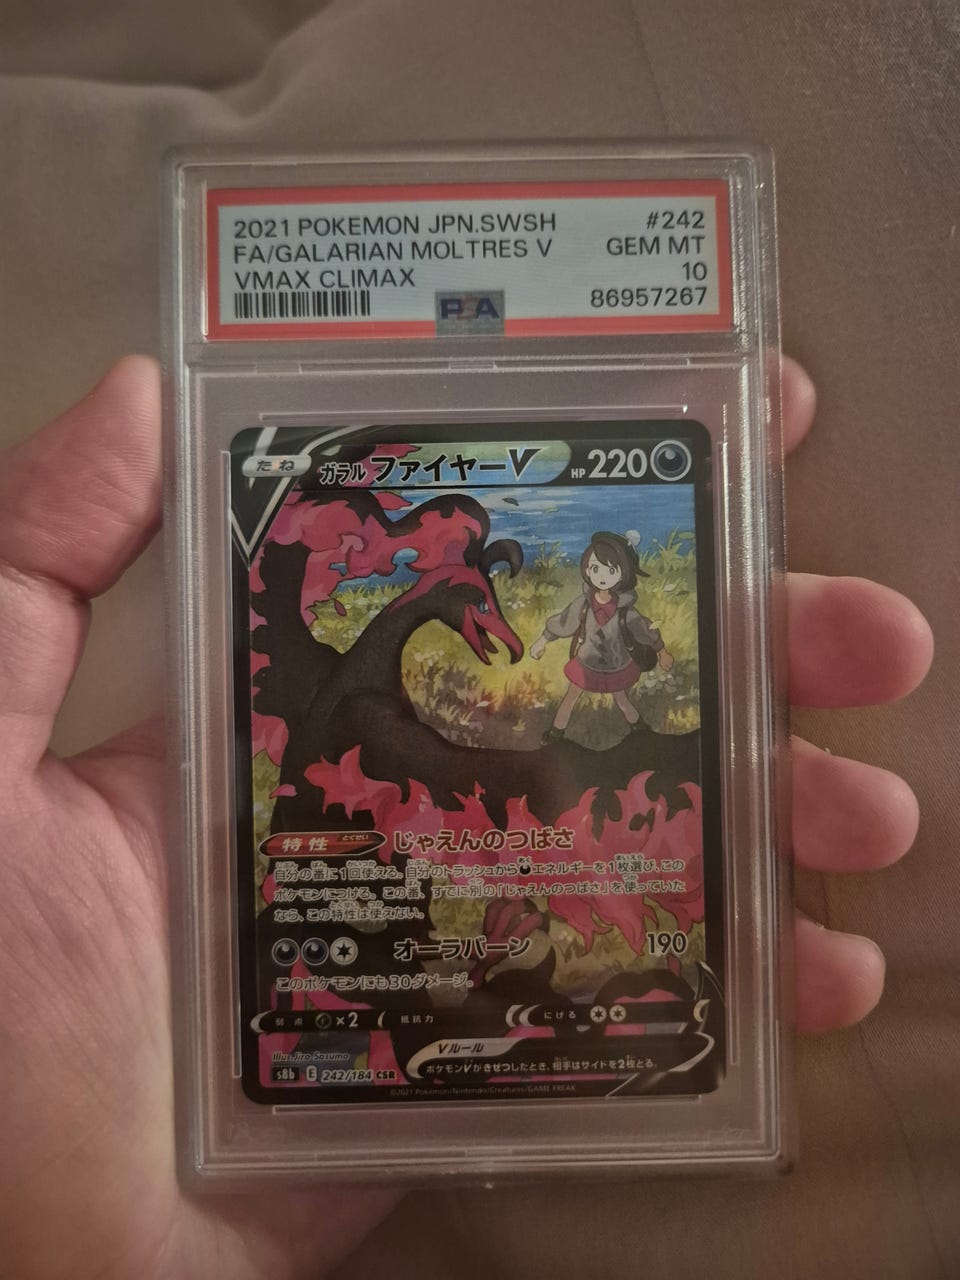 2021 POKEMON JPN.SWSH #242
FA/GALARIAN MOLTRES V GEM MT
VMAX CLIMAX 10
86957267
PSA
たね ガラル ファイヤーV HP 220
特性 とくせい じゃえんのつばさ
自分の番に1回使える。自分のトラッシュからエネルギーを1枚選び、この
ポケモンにつける。この番、すでに別の「じゃえんのつばさ」を使っていた
なら、この特性は使えない。
オーラバーン 190
このポケモンにも30ダメージ。
弱点 ×2 抵抗力 にげる
Vルール
ポケモンVがきぜつしたとき、相手はサイドを2枚とる。
Illus. Jiro Sasumo
s8b E 242/184 CSR
©2021 Pokémon/Nintendo/Creatures/GAME FREAK